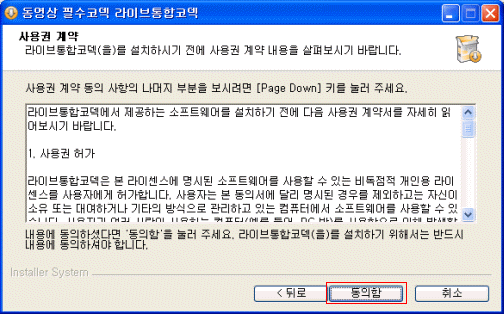 동영상 필수코덱 라이브통합코덱
사용권 계약
라이브통합코덱(을)를 설치하시기 전에 사용권 계약 내용을 살펴보시기 바랍니다.
사용권 계약 동의 사항의 나머지 부분을 보시려면 [Page Down] 키를 눌러 주세요.
라이브통합코덱에서 제공하는 소프트웨어를 설치하기 전에 다음 사용권 계약서를 자세히 읽
어보시기 바랍니다.
1. 사용권 허가
라이브통합코덱은 본 라이센스에 명시된 소프트웨어를 사용할 수 있는 비독점적 개인용 라이
센스를 사용자에게 허가합니다. 사용자는 본 동의서에 달리 명시된 경우를 제외하고는 자신이
소유 또는 대여하거나 기타의 방식으로 관리하고 있는 컴퓨터에서 소프트웨어를 사용할 수 있
내용에 동의하셨다면 '동의함'을 눌러 주세요. 라이브통합코덱(을)를 설치하기 위해서는 반드시
내용에 동의하셔야 합니다.
Installer System
< 뒤로
동의함
취소